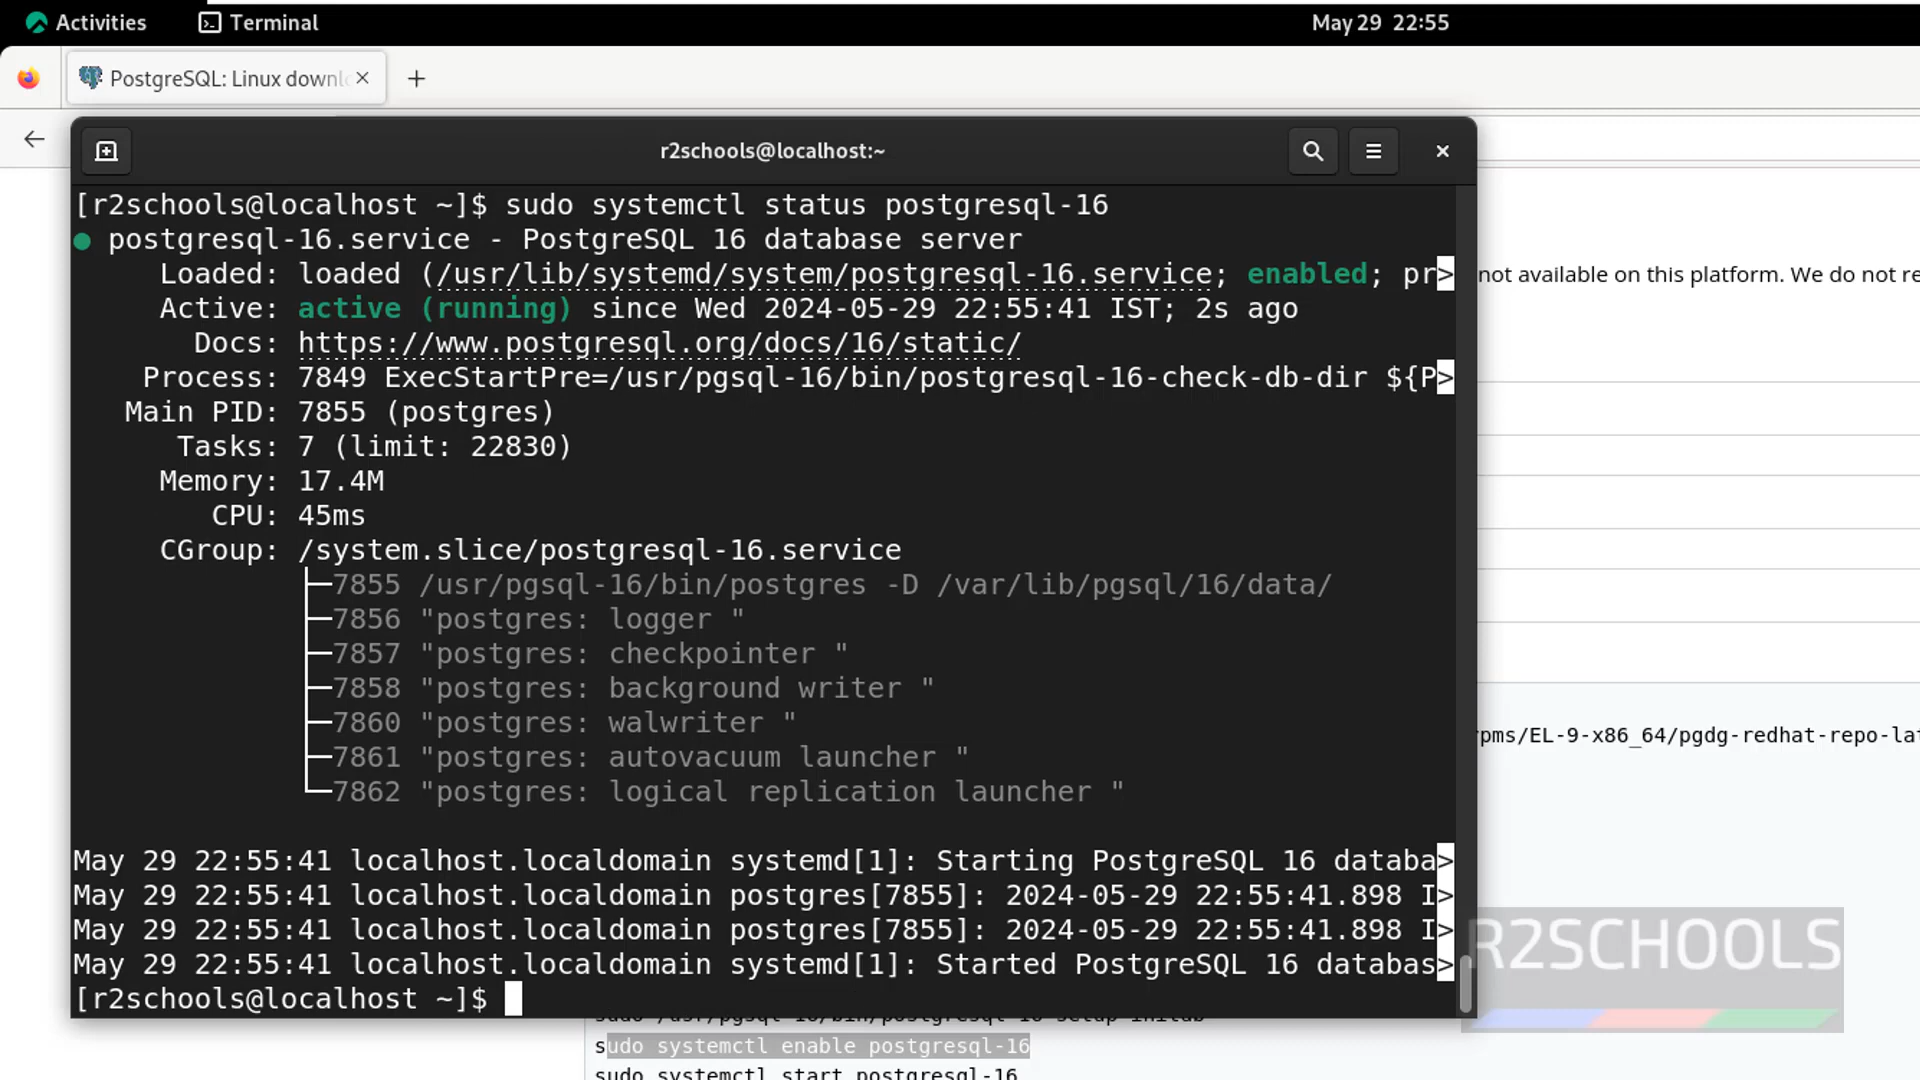 Activities Terminal May 29 22:55
PostgreSQL: Linux downl
r2schools@localhost:~
[r2schools@localhost ~]$ sudo systemctl status postgresql-16
● postgresql-16.service - PostgreSQL 16 database server
Loaded: loaded (/usr/lib/systemd/system/postgresql-16.service; enabled; pr>
not available on this platform. We do not re
Active: active (running) since Wed 2024-05-29 22:55:41 IST; 2s ago
Docs: https://www.postgresql.org/docs/16/static/
Process: 7849 ExecStartPre=/usr/pgsql-16/bin/postgresql-16-check-db-dir ${P>
Main PID: 7855 (postgres)
Tasks: 7 (limit: 22830)
Memory: 17.4M
CPU: 45ms
CGroup: /system.slice/postgresql-16.service
├─7855 /usr/pgsql-16/bin/postgres -D /var/lib/pgsql/16/data/
├─7856 "postgres: logger "
├─7857 "postgres: checkpointer "
├─7858 "postgres: background writer "
├─7860 "postgres: walwriter "
├─7861 "postgres: autovacuum launcher "
└─7862 "postgres: logical replication launcher "
rpms/EL-9-x86_64/pgdg-redhat-repo-lat
May 29 22:55:41 localhost.localdomain systemd[1]: Starting PostgreSQL 16 databa>
May 29 22:55:41 localhost.localdomain postgres[7855]: 2024-05-29 22:55:41.898 I>
May 29 22:55:41 localhost.localdomain postgres[7855]: 2024-05-29 22:55:41.898 I>
May 29 22:55:41 localhost.localdomain systemd[1]: Started PostgreSQL 16 databas>
[r2schools@localhost ~]$
R2SCHOOLS
sudo systemctl enable postgresql-16
sudo systemctl start postgresql-16